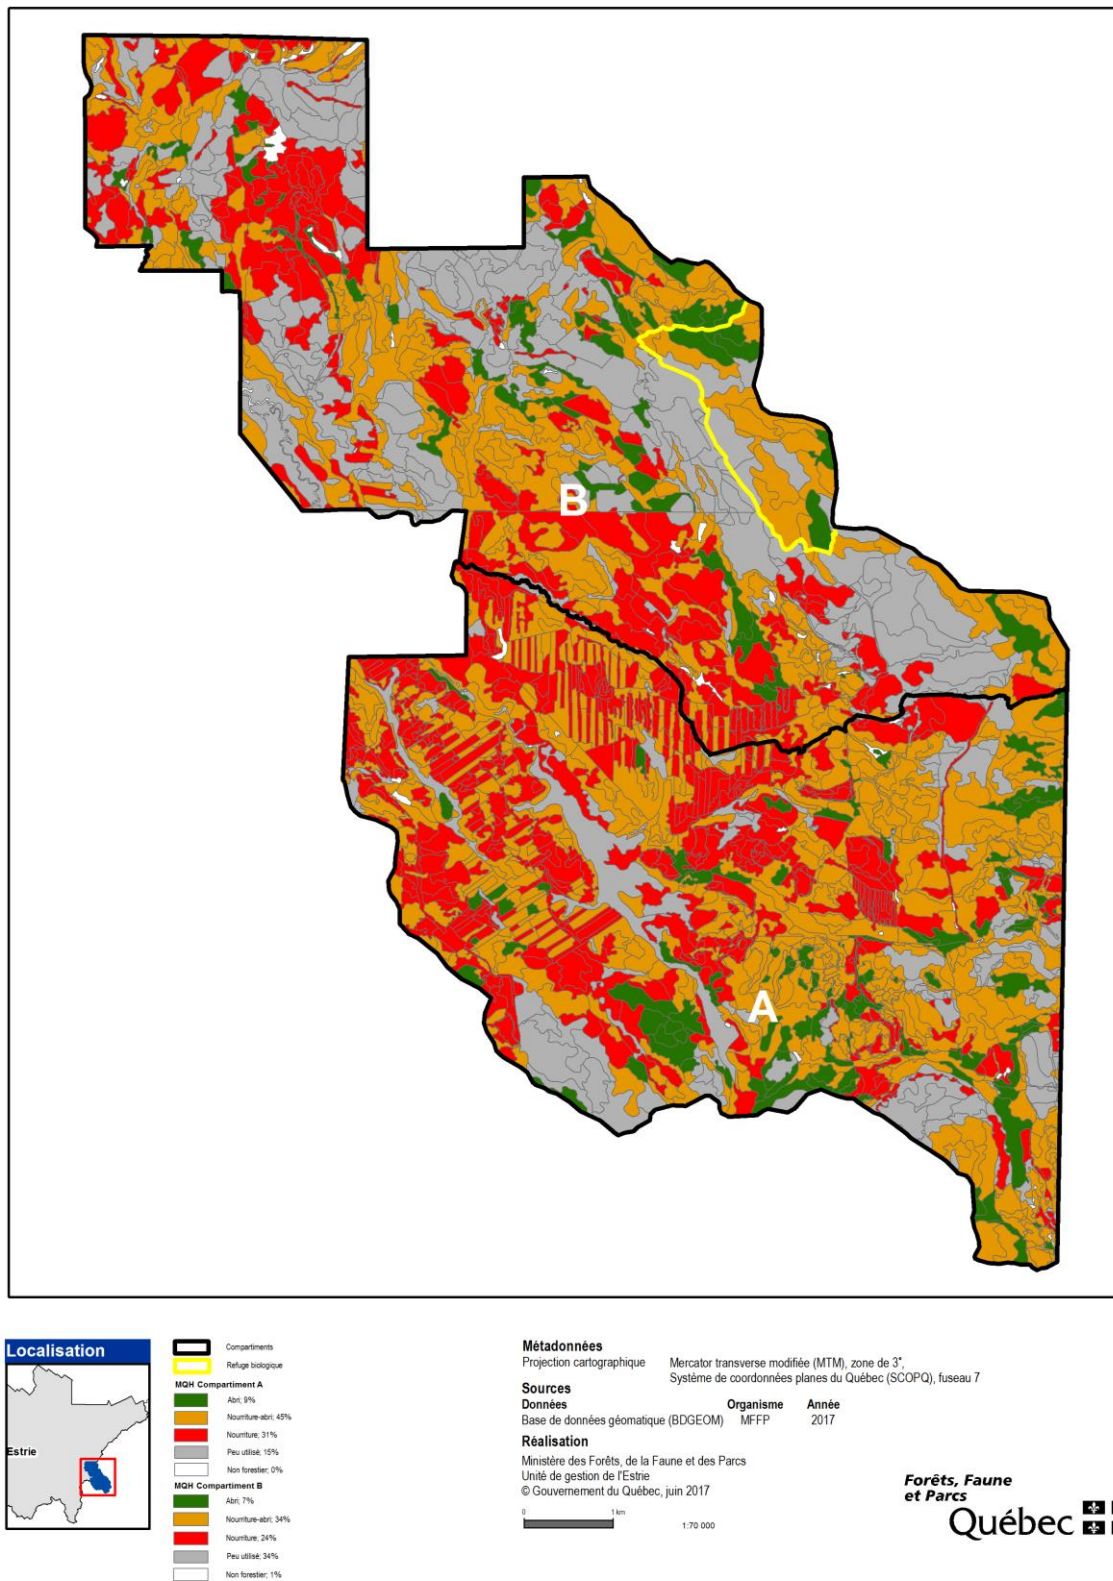 B
A
Localisation
Estrie
Compartiments
Refuge biologique
MQH Compartiment A
Abri; 9%
Nourriture-abri; 45%
Nourriture; 31%
Peu utilisé; 15%
Non forestier; 0%
MQH Compartiment B
Abri; 7%
Nourriture-abri; 34%
Nourriture; 24%
Peu utilisé; 34%
Non forestier; 1%
Métadonnées
Projection cartographique Mercator transverse modifiée (MTM), zone de 3°,
Système de coordonnées planes du Québec (SCOPQ), fuseau 7
Sources
Données Organisme Année
Base de données géomatique (BDGEOM) MFFP 2017
Réalisation
Ministère des Forêts, de la Faune et des Parcs
Unité de gestion de l'Estrie
© Gouvernement du Québec, juin 2017
0 1 km
1:70 000
Forêts, Faune
et Parcs
Québec